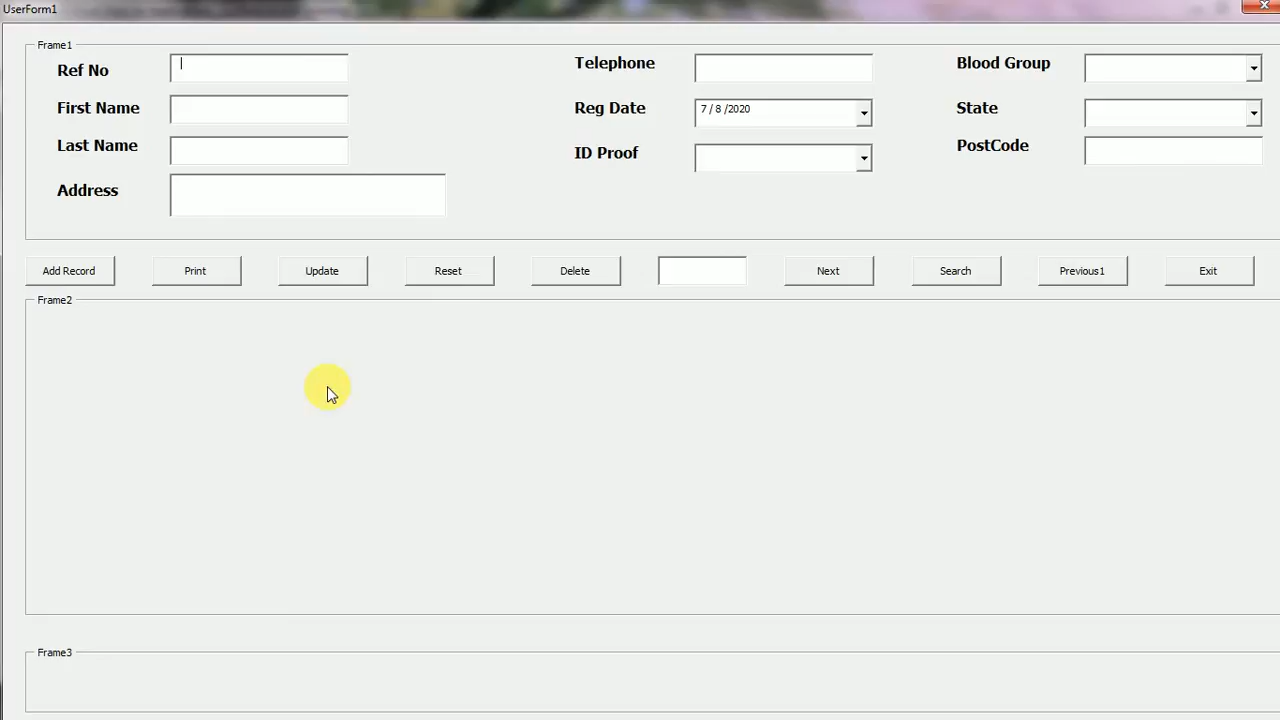 UserForm1
Frame1
Ref No
Telephone
Blood Group
First Name
Reg Date
7 / 8 /2020
State
Last Name
ID Proof
PostCode
Address
Add Record
Print
Update
Reset
Delete
Next
Search
Previous1
Exit
Frame2
Frame3